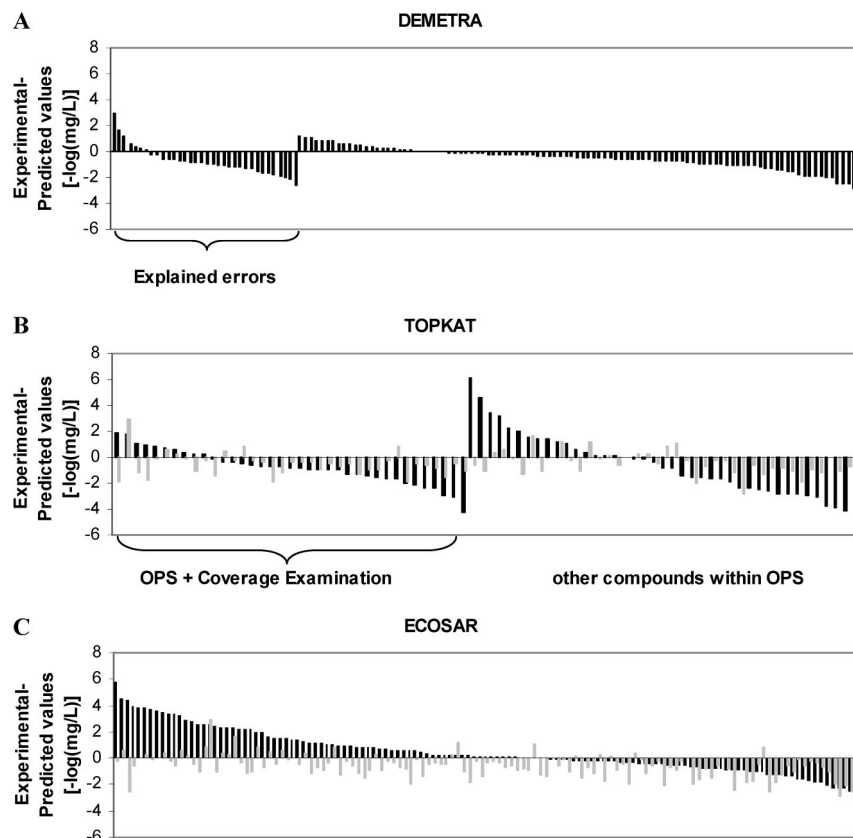 A
DEMETRA
Experimental-
Predicted values
[-log(mg/L)]
8
6
4
2
0
-2
-4
-6
Explained errors
B
TOPKAT
Experimental-
Predicted values
[-log(mg/L)]
8
6
4
2
0
-2
-4
-6
OPS + Coverage Examination
other compounds within OPS
C
ECOSAR
Experimental-
Predicted values
[-log(mg/L)]
8
6
4
2
0
-2
-4
-6